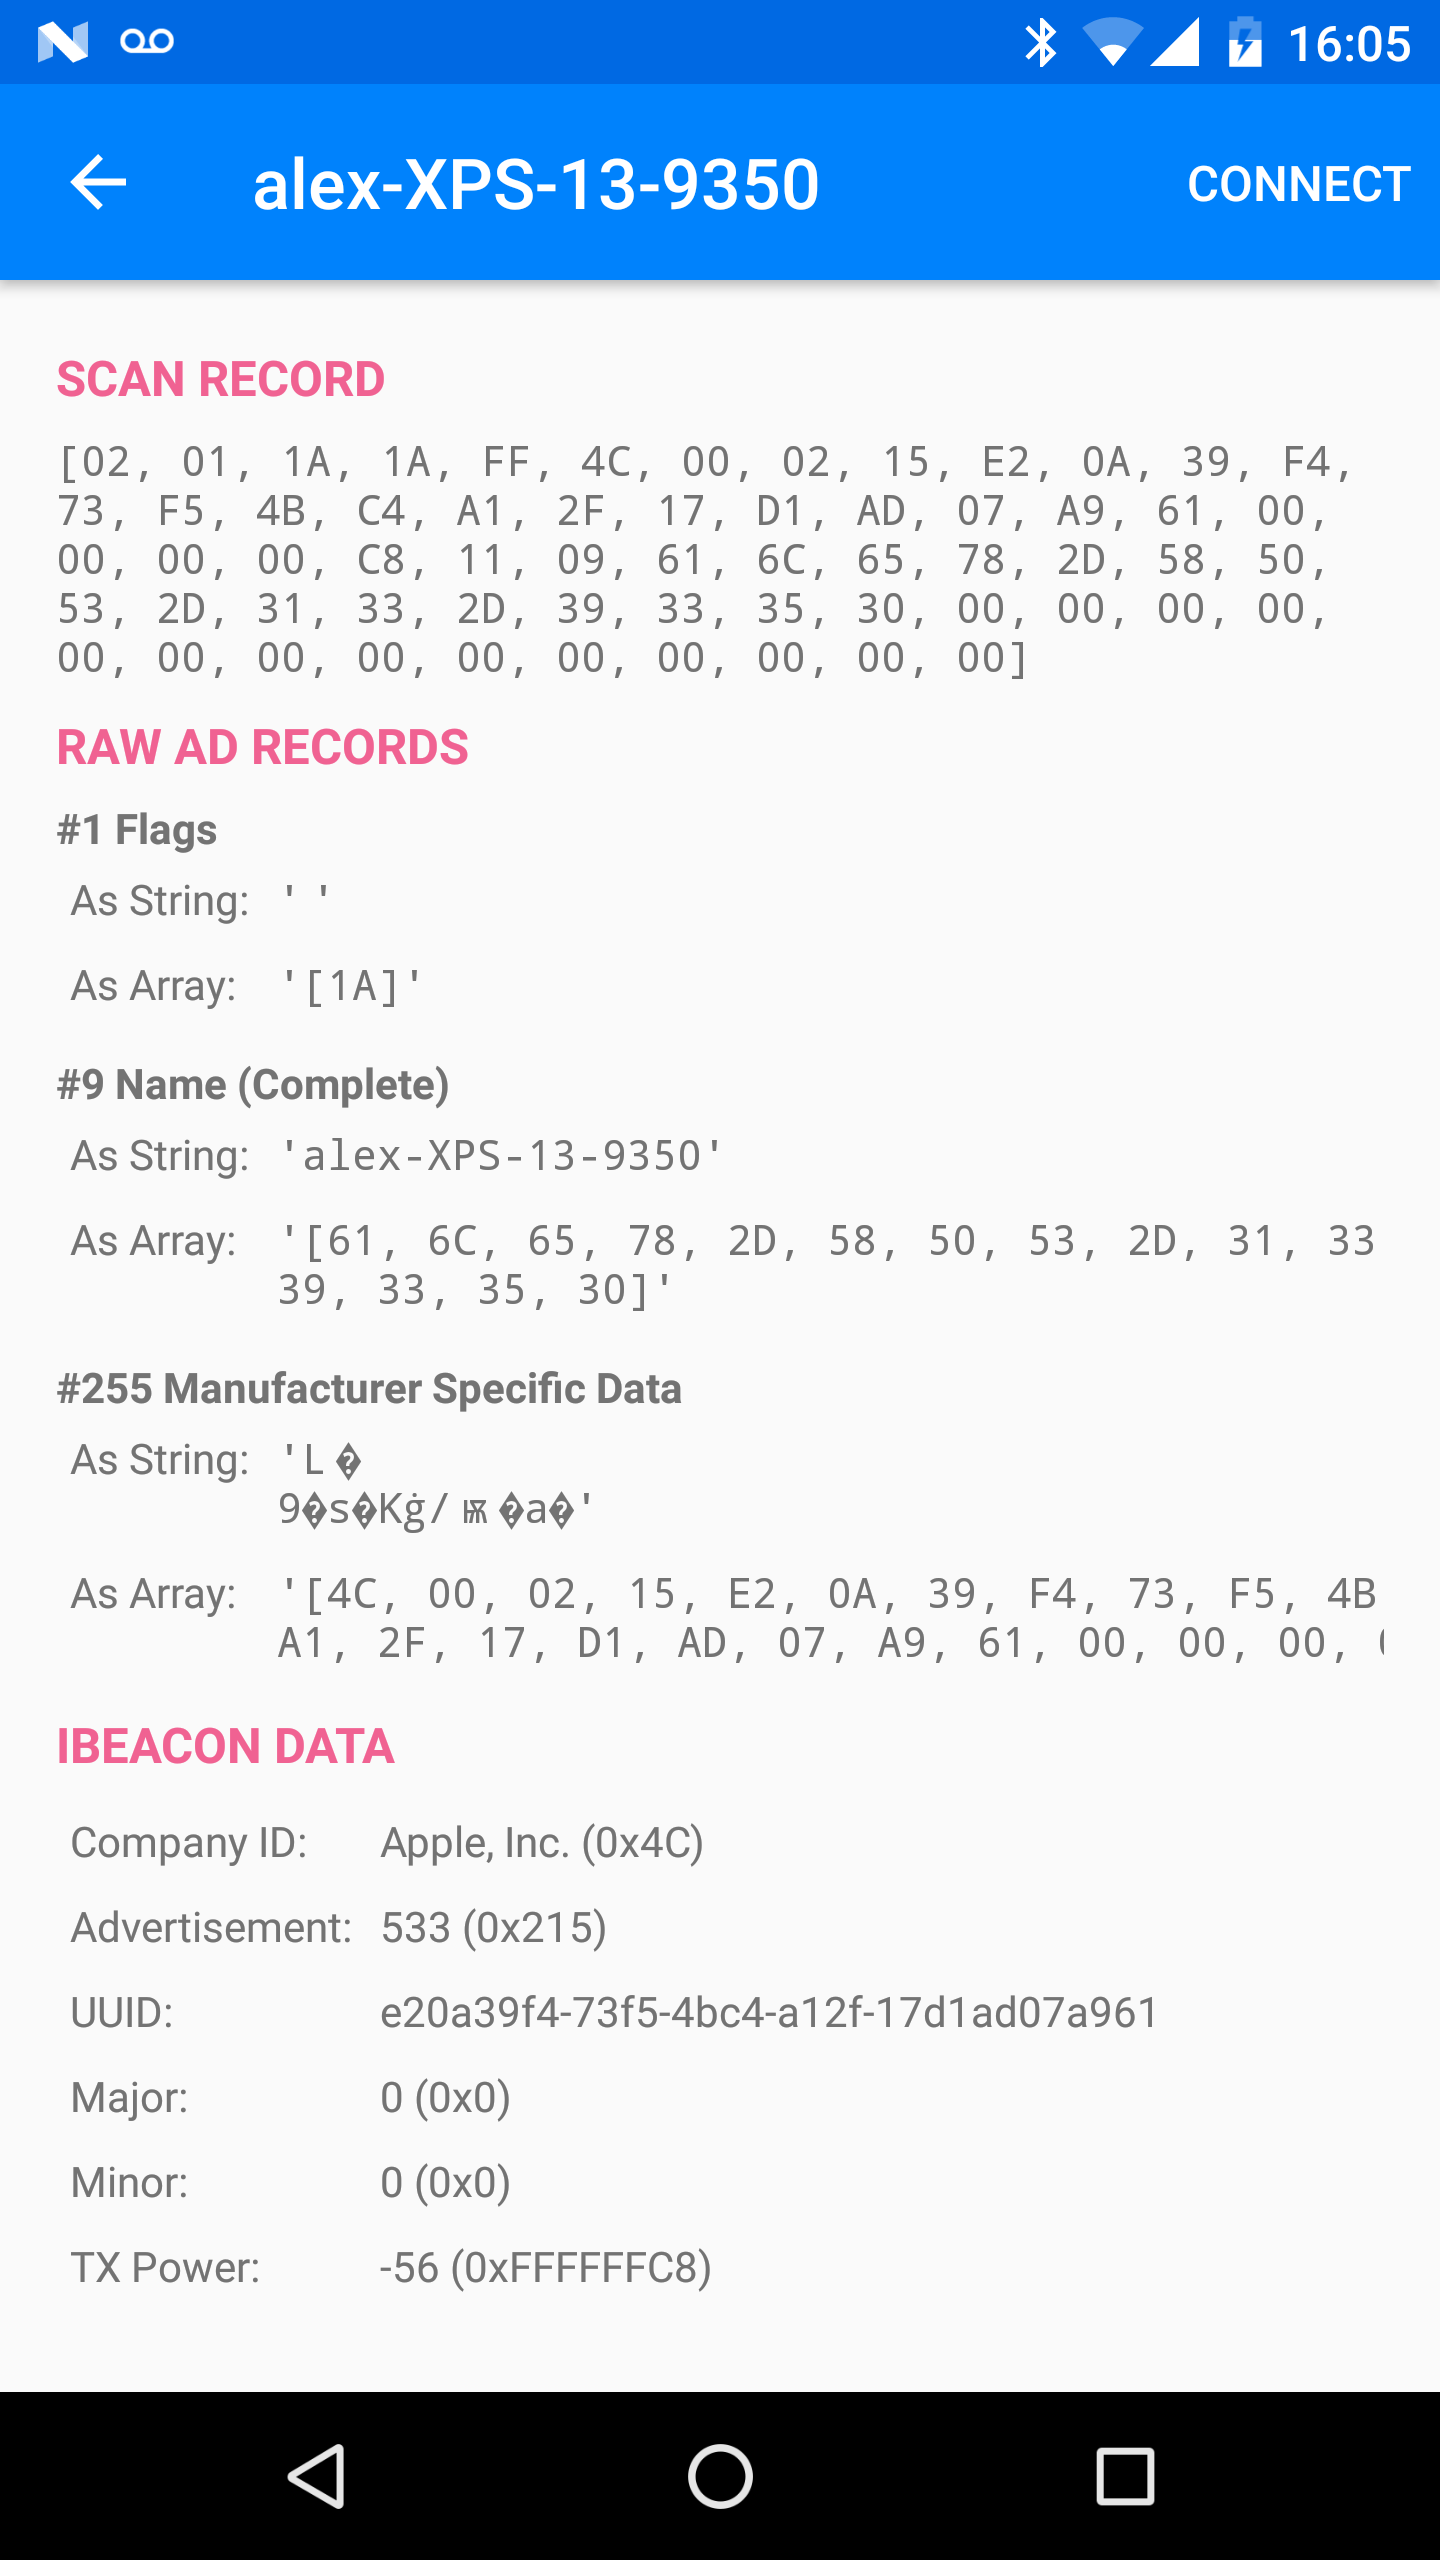 16:05
alex-XPS-13-9350
CONNECT
SCAN RECORD
[02, 01, 1A, 1A, FF, 4C, 00, 02, 15, E2, 0A, 39, F4,
73, F5, 4B, C4, A1, 2F, 17, D1, AD, 07, A9, 61, 00,
00, 00, 00, C8, 11, 09, 61, 6C, 65, 78, 2D, 58, 50,
53, 2D, 31, 33, 2D, 39, 33, 35, 30, 00, 00, 00, 00,
00, 00, 00, 00, 00, 00, 00, 00, 00, 00]
RAW AD RECORDS
#1 Flags
As String: ' '
As Array: '[1A]'
#9 Name (Complete)
As String: 'alex-XPS-13-9350'
As Array: '[61, 6C, 65, 78, 2D, 58, 50, 53, 2D, 31, 33
39, 33, 35, 30]'
#255 Manufacturer Specific Data
As String: 'L �
9�s�Kġ/ �a�'
As Array: '[4C, 00, 02, 15, E2, 0A, 39, F4, 73, F5, 4B
A1, 2F, 17, D1, AD, 07, A9, 61, 00, 00, 00,
IBEACON DATA
Company ID: Apple, Inc. (0x4C)
Advertisement: 533 (0x215)
UUID: e20a39f4-73f5-4bc4-a12f-17d1ad07a961
Major: 0 (0x0)
Minor: 0 (0x0)
TX Power: -56 (0xFFFFFFC8)